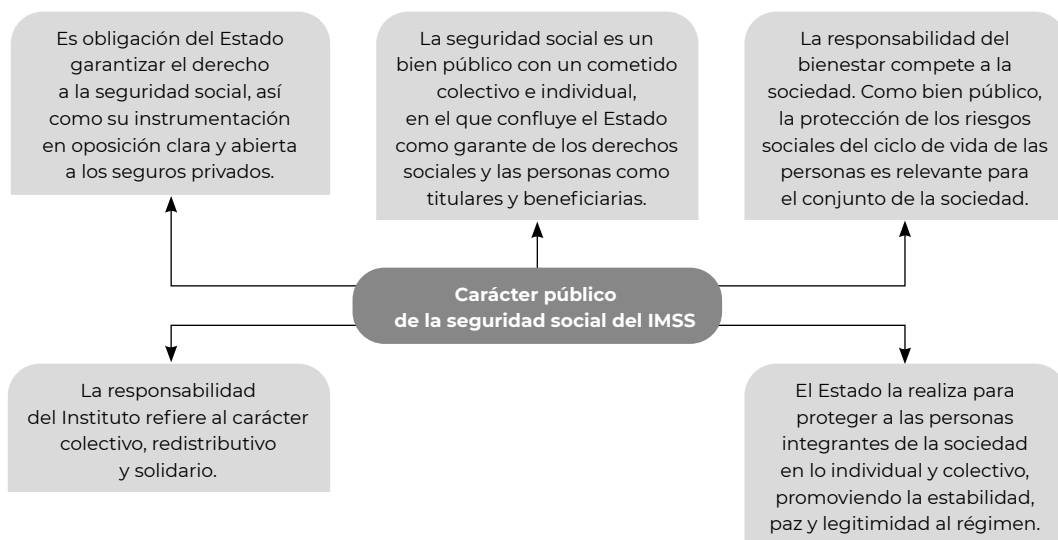 Es obligación del Estado
garantizar el derecho
a la seguridad social, así
como su instrumentación
en oposición clara y abierta
a los seguros privados.
La seguridad social es un
bien público con un cometido
colectivo e individual,
en el que confluye el Estado
como garante de los derechos
sociales y las personas como
titulares y beneficiarias.
La responsabilidad del
bienestar compete a la
sociedad. Como bien público,
la protección de los riesgos
sociales del ciclo de vida de las
personas es relevante para
el conjunto de la sociedad.
Carácter público
de la seguridad social del IMSS
La responsabilidad
del Instituto refiere al carácter
colectivo, redistributivo
y solidario.
El Estado la realiza para
proteger a las personas
integrantes de la sociedad
en lo individual y colectivo,
promoviendo la estabilidad,
paz y legitimidad al régimen.